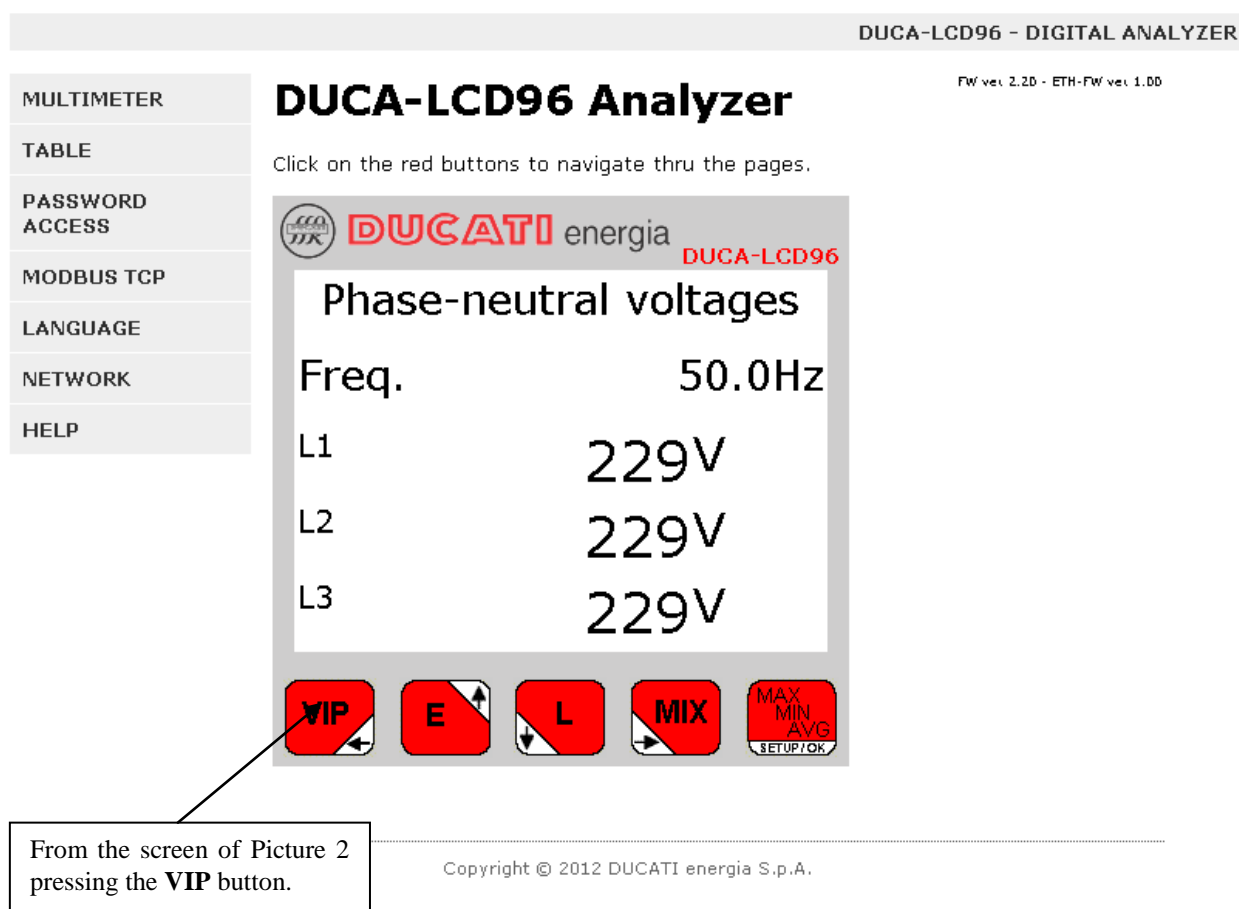 DUCA-LCD96 - DIGITAL ANALYZER
FW ver. 2.20 - ETH-FW ver. 1.00
MULTIMETER
TABLE
PASSWORD
ACCESS
MODBUS TCP
LANGUAGE
NETWORK
HELP
DUCA-LCD96 Analyzer
Click on the red buttons to navigate thru the pages.
DUCATI energia
DUCA-LCD96
Phase-neutral voltages
Freq. 50.0Hz
L1 229V
L2 229V
L3 229V
VIP E L MIX MAX
MIN
AVG
SETUP/OK
From the screen of Picture 2
pressing the VIP button.
Copyright © 2012 DUCATI energia S.p.A.